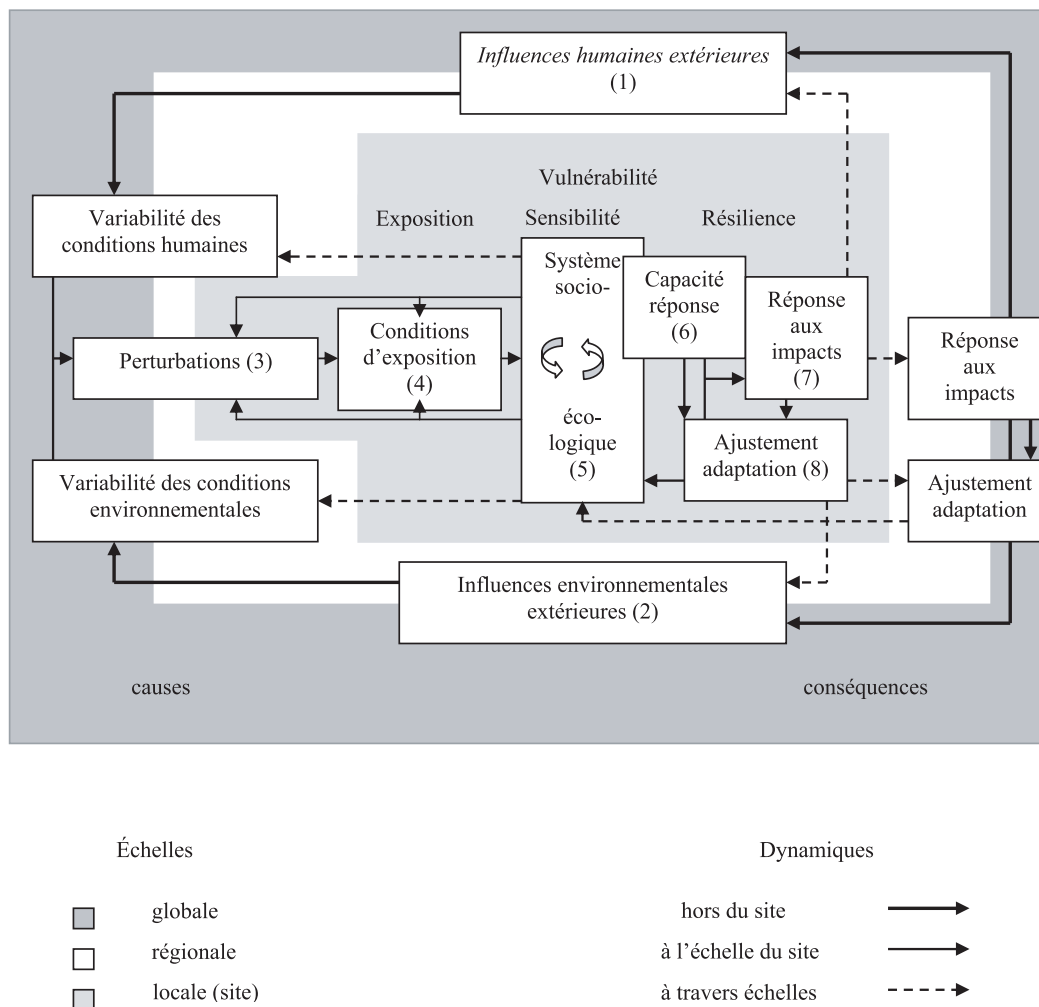 Influences humaines extérieures
(1)
Vulnérabilité
Exposition
Sensibilité
Résilience
Variabilité des
conditions humaines
Système
socio-
Capacité
réponse
(6)
Réponse
aux
impacts
(7)
Réponse
aux
impacts
Perturbations (3)
Conditions
d’exposition
(4)
éco-
logique
(5)
Ajustement
adaptation (8)
Ajustement
adaptation
Variabilité des conditions
environnementales
Influences environnementales
extérieures (2)
causes
conséquences
Échelles
globale
régionale
locale (site)
Dynamiques
hors du site
à l’échelle du site
à travers échelles